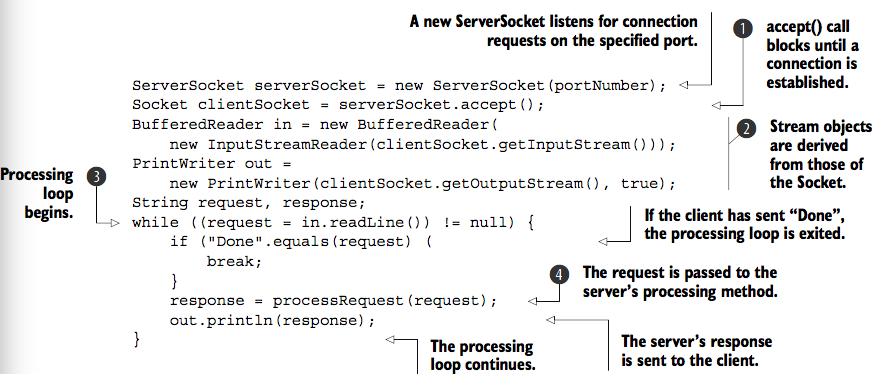 A new ServerSocket listens for connection
requests on the specified port.
1
accept() call
blocks until a
connection is
established.
ServerSocket serverSocket = new ServerSocket(portNumber);
Socket clientSocket = serverSocket.accept();
BufferedReader in = new BufferedReader(
new InputStreamReader(clientSocket.getInputStream()));
2
Stream objects
are derived
from those of
the Socket.
PrintWriter out =
new PrintWriter(clientSocket.getOutputStream(), true);
Processing
loop
begins.
3
String request, response;
while ((request = in.readLine()) != null) {
If the client has sent “Done”,
the processing loop is exited.
if ("Done".equals(request) (
break;
}
4
The request is passed to the
server’s processing method.
response = processRequest(request);
out.println(response);
}
The server’s response
is sent to the client.
The processing
loop continues.